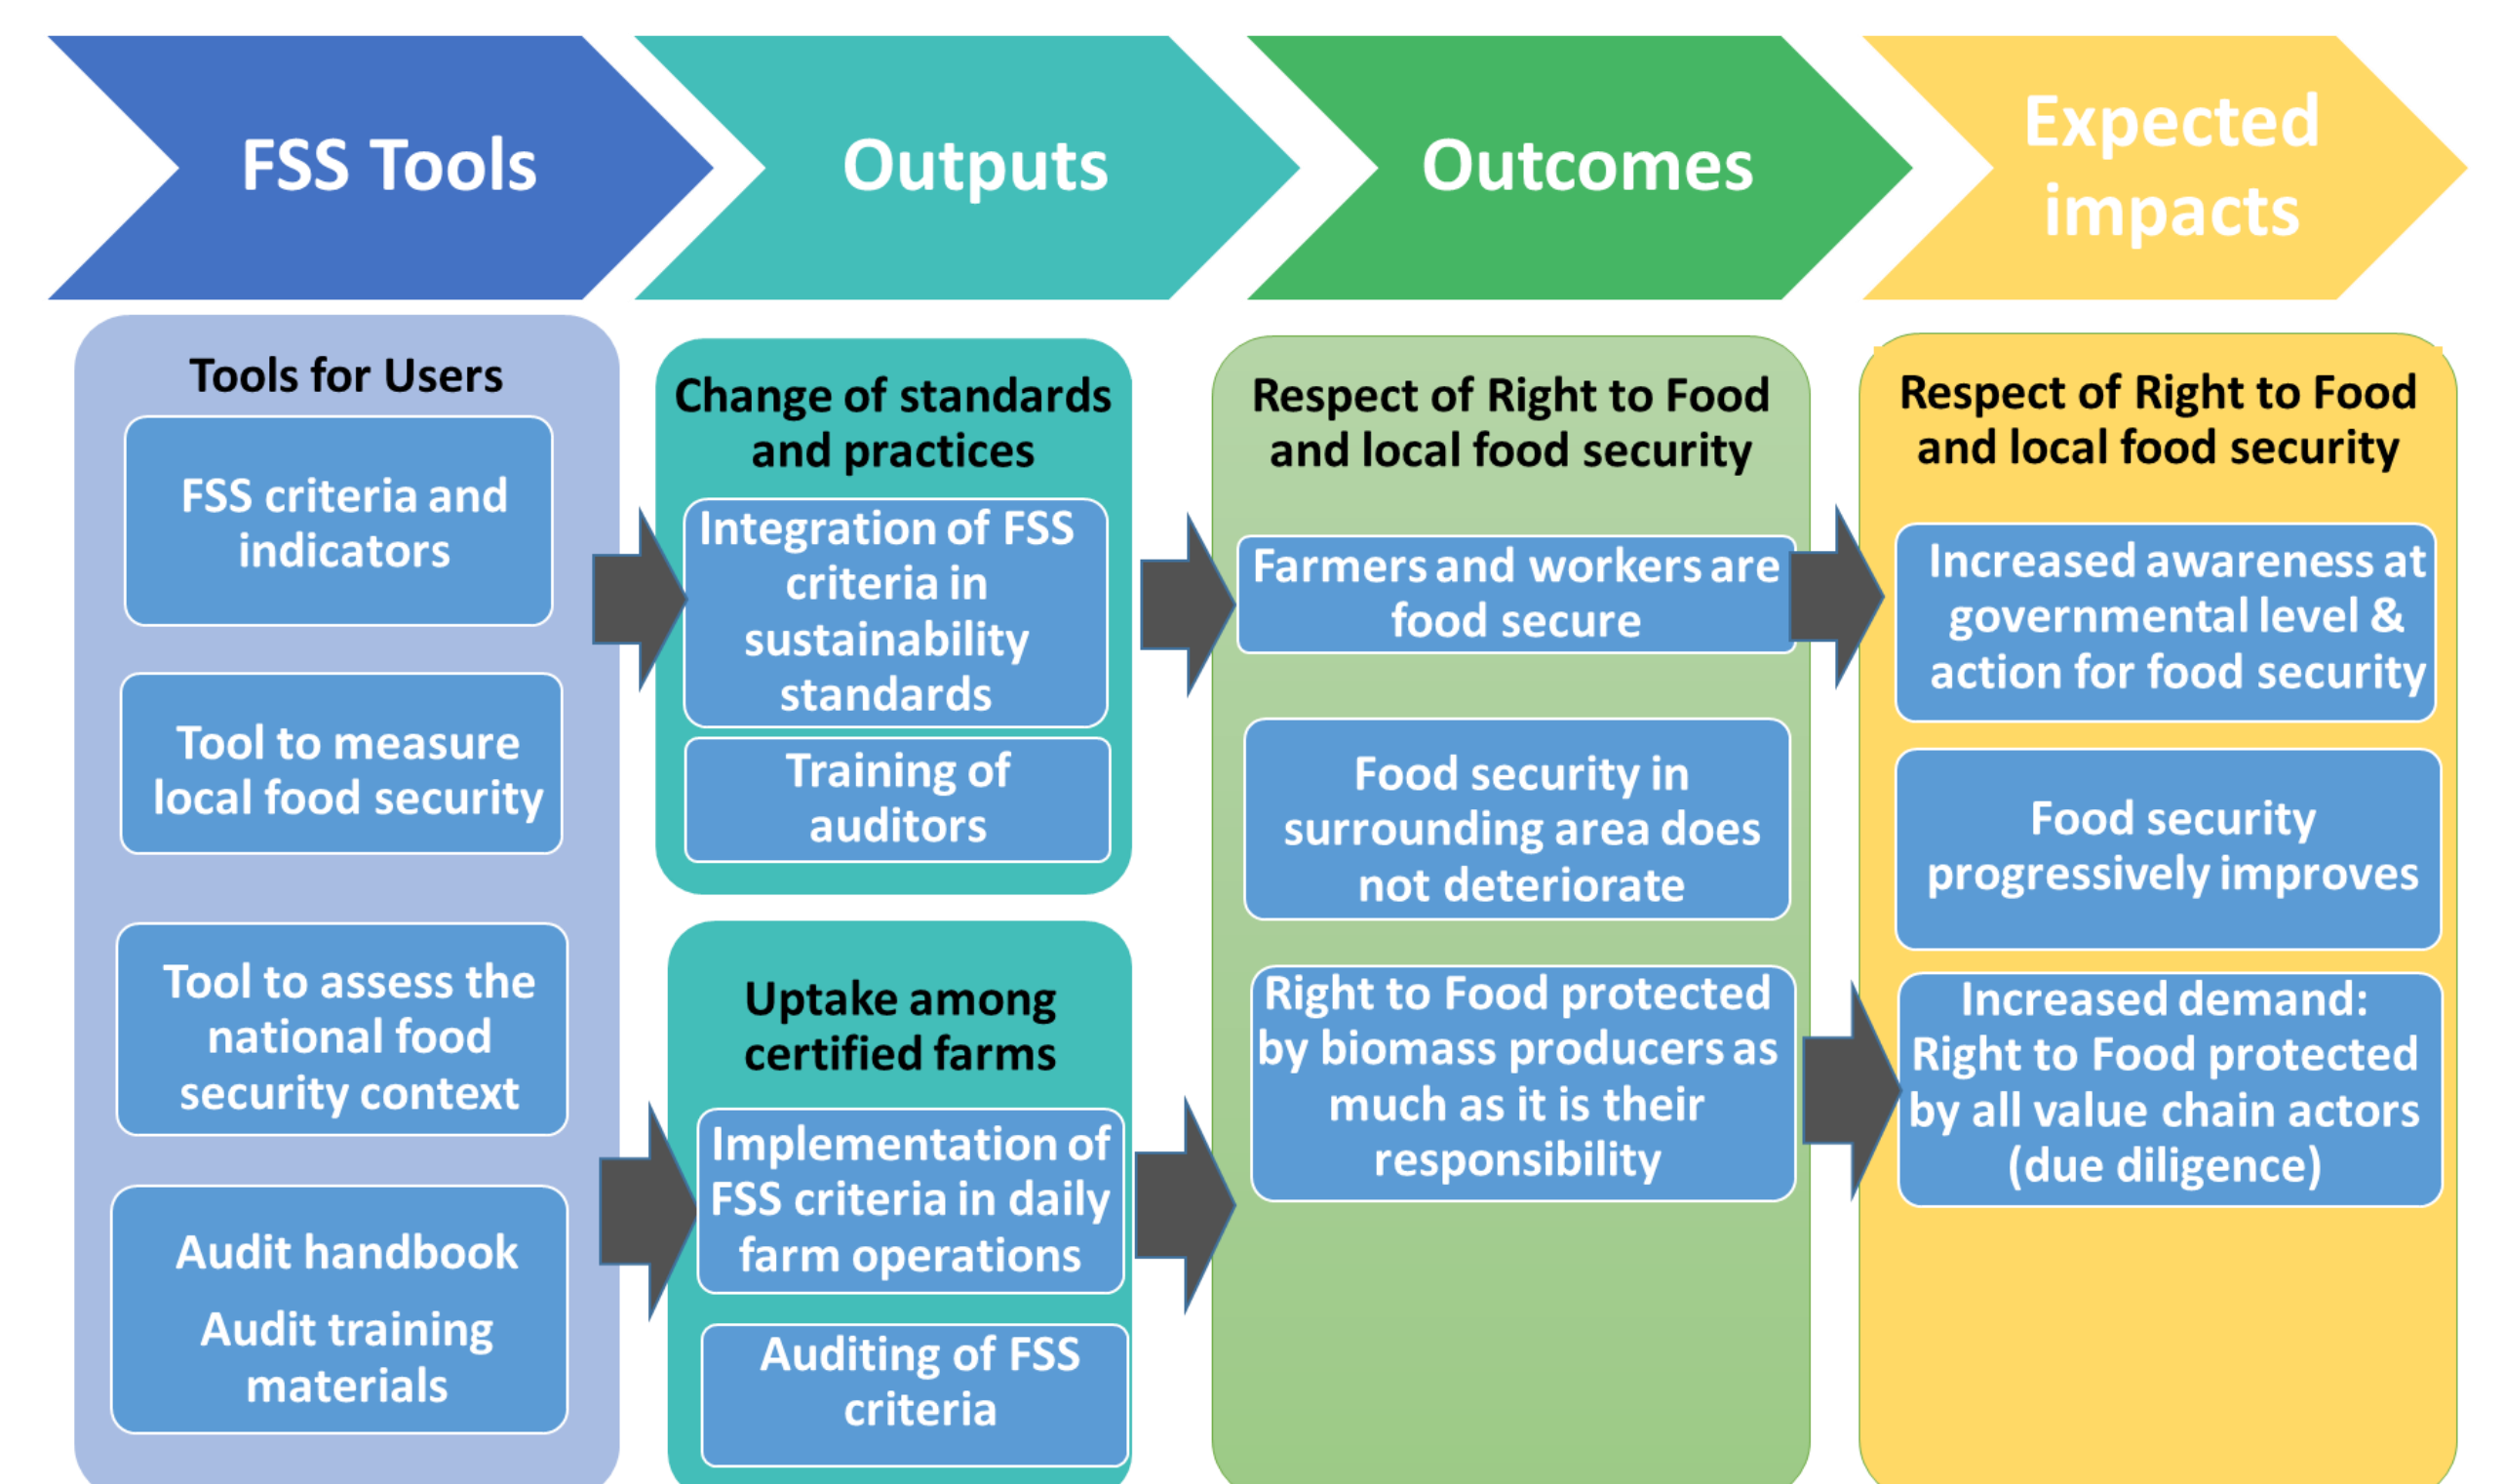 FSS Tools
Outputs
Outcomes
Expected
impacts
Tools for Users
FSS criteria and
indicators
Tool to measure
local food security
Tool to assess the
national food
security context
Audit handbook
Audit training
materials
Change of standards
and practices
Integration of FSS
criteria in
sustainability
standards
Training of
auditors
Uptake among
certified farms
Implementation of
FSS criteria in daily
farm operations
Auditing of FSS
criteria
Respect of Right to Food
and local food security
Farmers and workers are
food secure
Food security in
surrounding area does
not deteriorate
Right to Food protected
by biomass producers as
much as it is their
responsibility
Respect of Right to Food
and local food security
Increased awareness at
governmental level &
action for food security
Food security
progressively improves
Increased demand:
Right to Food protected
by all value chain actors
(due diligence)